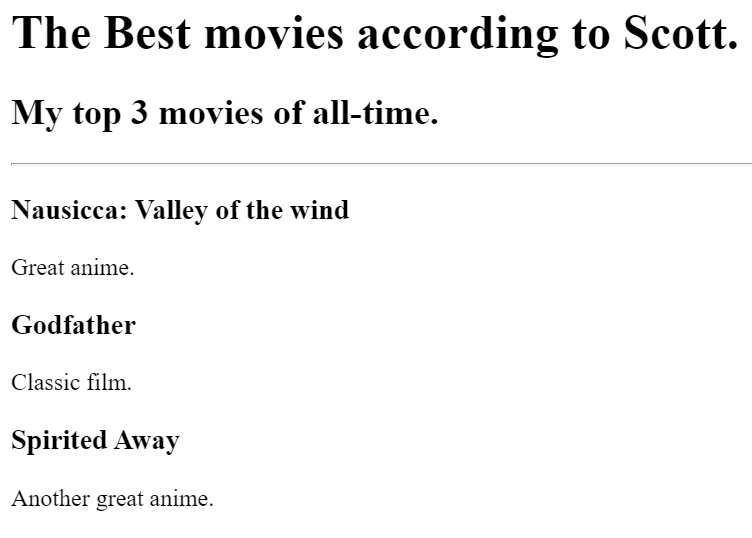 The Best movies according to Scott.
My top 3 movies of all-time.
Nausicca: Valley of the wind
Great anime.
Godfather
Classic film.
Spirited Away
Another great anime.